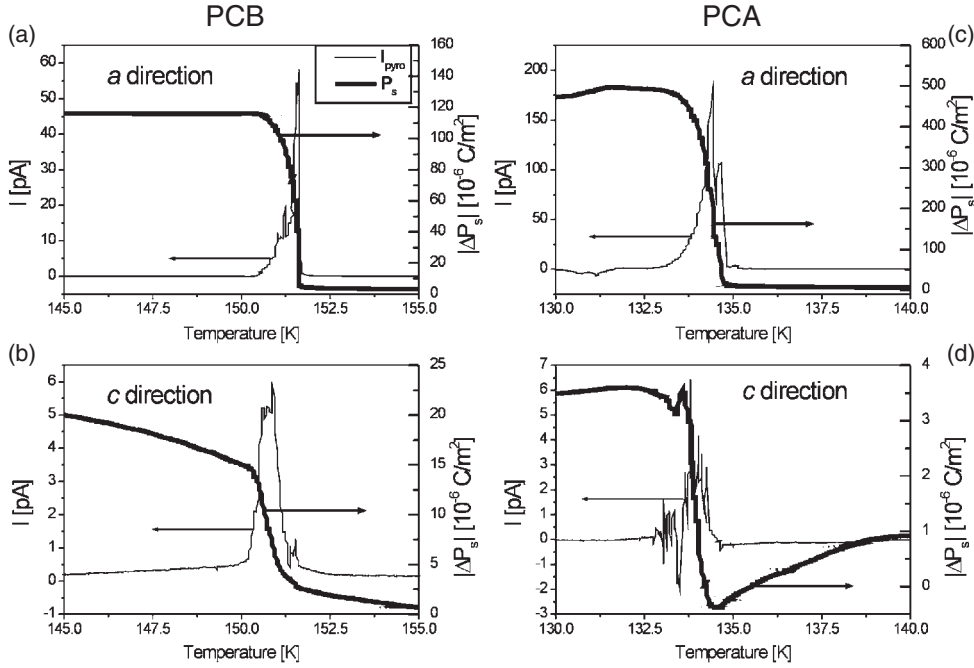 PCB
PCA
(a)
a direction
I_pyro
P_s
60
50
40
30
20
10
0
I [pA]
160
140
120
100
80
60
40
20
0
|ΔP_s| [10^-6 C/m^2]
145.0 147.5 150.0 152.5 155.0
Temperature [K]
(c)
a direction
200
150
100
50
0
I [pA]
600
500
400
300
200
100
0
|ΔP_s| [10^-6 C/m^2]
130.0 132.5 135.0 137.5 140.0
Temperature [K]
(b)
c direction
6
5
4
3
2
1
0
-1
I [pA]
25
20
15
10
5
0
|ΔP_s| [10^-6 C/m^2]
145.0 147.5 150.0 152.5 155.0
Temperature [K]
(d)
c direction
7
6
5
4
3
2
1
0
-1
-2
-3
I [pA]
4
3
2
1
0
|ΔP_s| [10^-6 C/m^2]
130.0 132.5 135.0 137.5 140.0
Temperature [K]